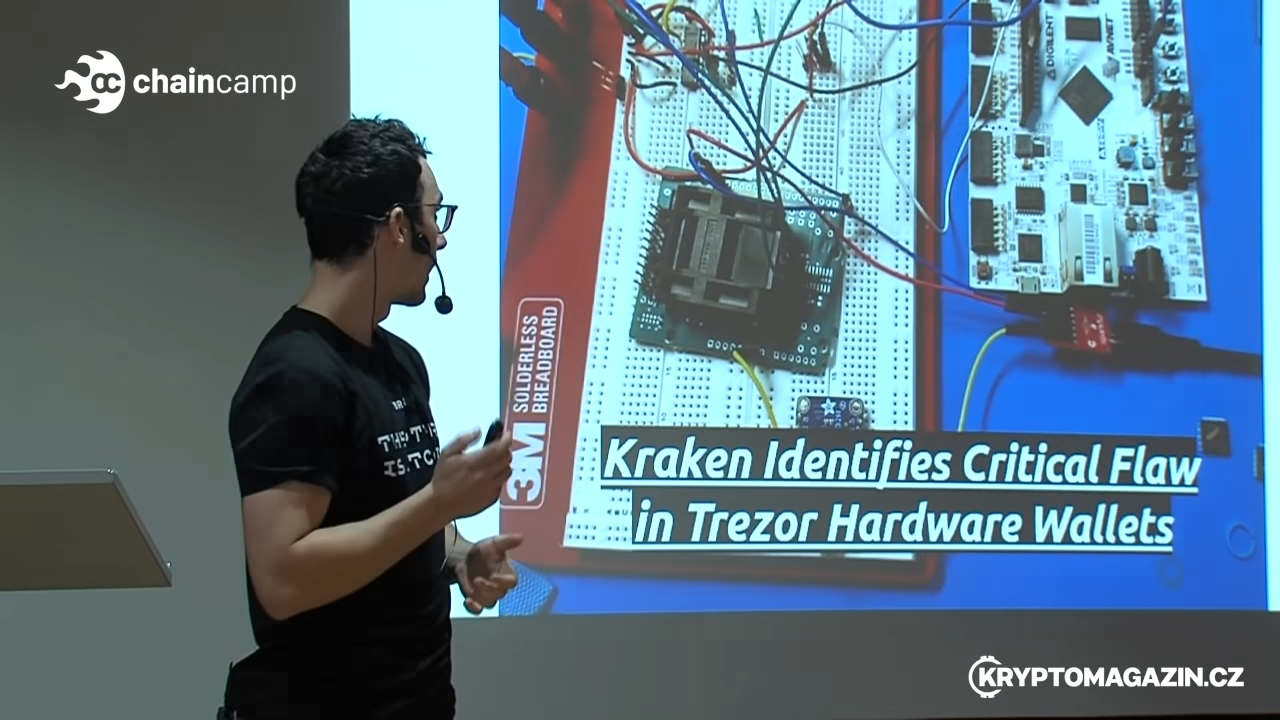 chaincamp
DIGILENT
AVNET
SOLDERLESS
BREADBOARD
3M
Kraken Identifies Critical Flaw
in Trezor Hardware Wallets
KRYPTOMAGAZIN.CZ